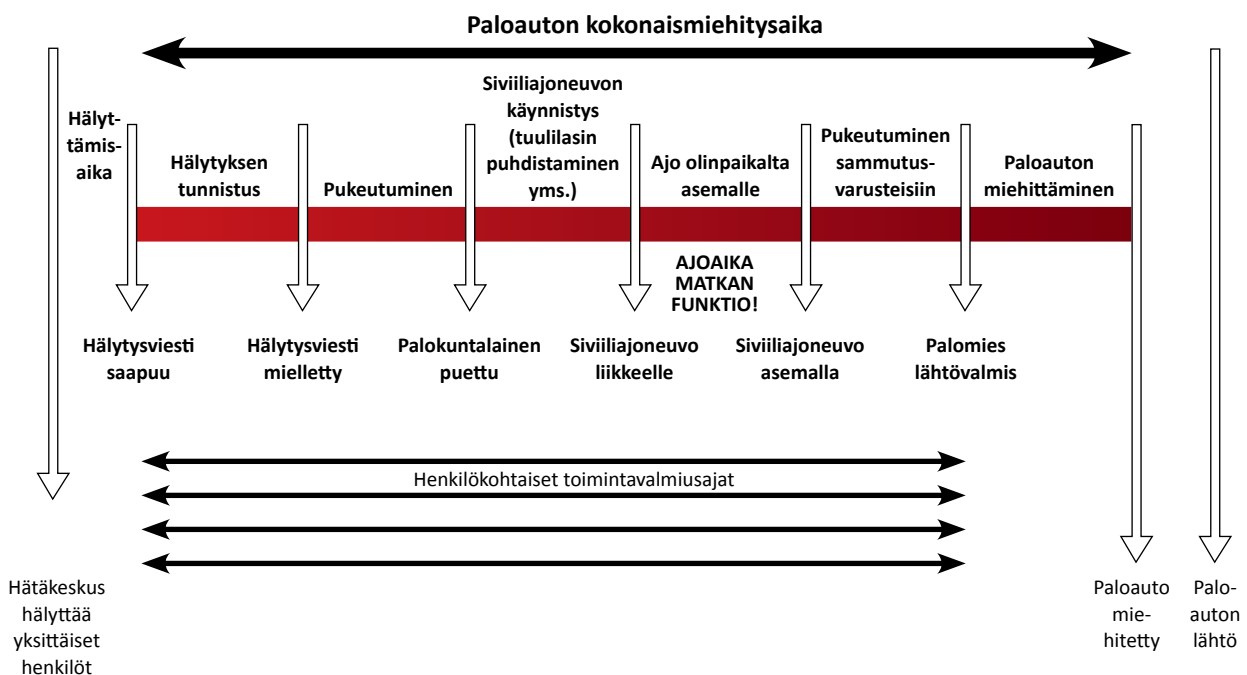 Paloauton kokonaismiehitysaika
Hälyt-
tämis-
aika
Hälytyksen
tunnistus
Pukeutuminen
Siviiliajoneuvon
käynnistys
(tuulilasin
puhdistaminen
yms.)
Ajo olinpaikalta
asemalle
Pukeutuminen
sammutus-
varusteisiin
Paloauton
miehittäminen
AJOAIKA
MATKAN
FUNKTIO!
Hälytysviesti
saapuu
Hälytysviesti
mielletty
Palokuntalainen
puettu
Siviiliajoneuvo
liikkeelle
Siviiliajoneuvo
asemalla
Palomies
lähtövalmis
Henkilökohtaiset toimintavalmiusajat
Hätäkeskus
hälyttää
yksittäiset
henkilöt
Paloauto
mie-
hitetty
Palo-
auton
lähtö